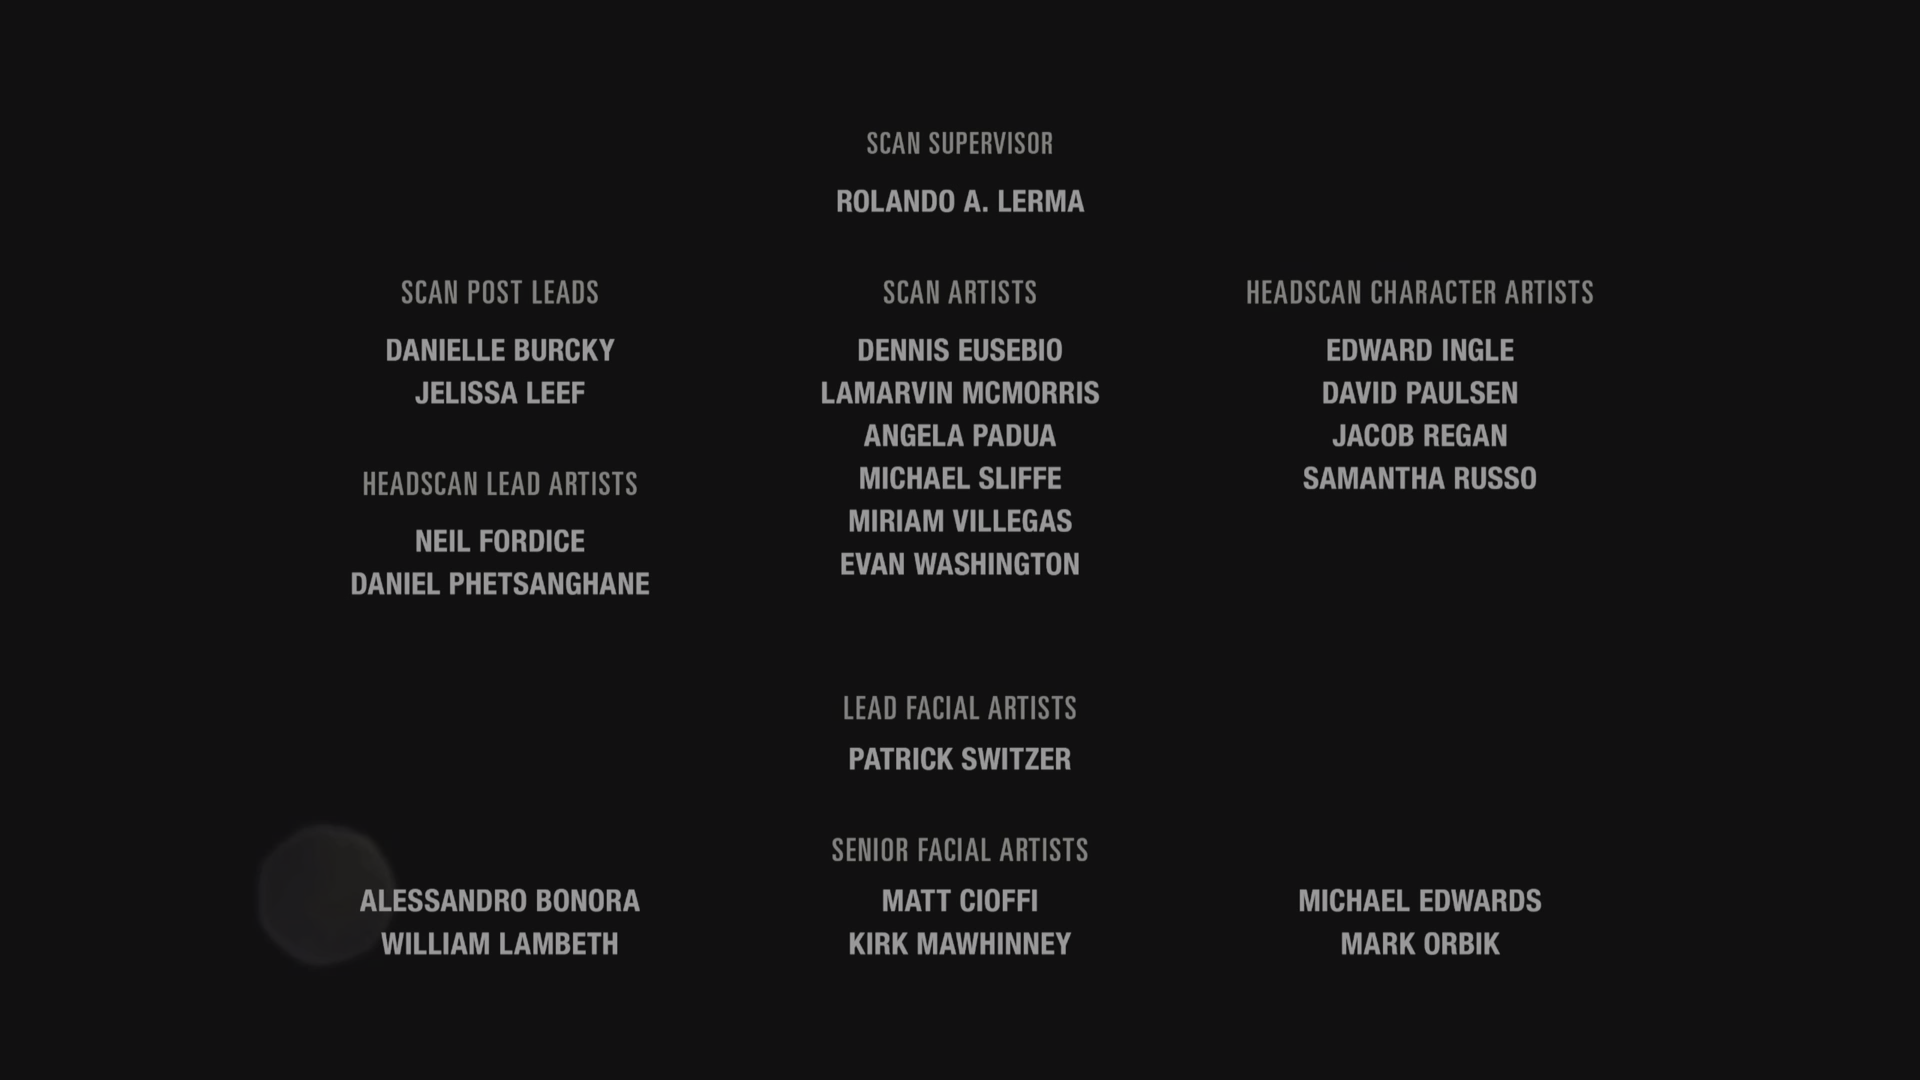 SCAN SUPERVISOR
ROLANDO A. LERMA
SCAN POST LEADS
DANIELLE BURCKY
JELISSA LEEF
HEADSCAN LEAD ARTISTS
NEIL FORDICE
DANIEL PHETSANGHANE
SCAN ARTISTS
DENNIS EUSEBIO
LAMARVIN MCMORRIS
ANGELA PADUA
MICHAEL SLIFFE
MIRIAM VILLEGAS
EVAN WASHINGTON
HEADSCAN CHARACTER ARTISTS
EDWARD INGLE
DAVID PAULSEN
JACOB REGAN
SAMANTHA RUSSO
LEAD FACIAL ARTISTS
PATRICK SWITZER
SENIOR FACIAL ARTISTS
ALESSANDRO BONORA
WILLIAM LAMBETH
MATT CIOFFI
KIRK MAWHINNEY
MICHAEL EDWARDS
MARK ORBIK